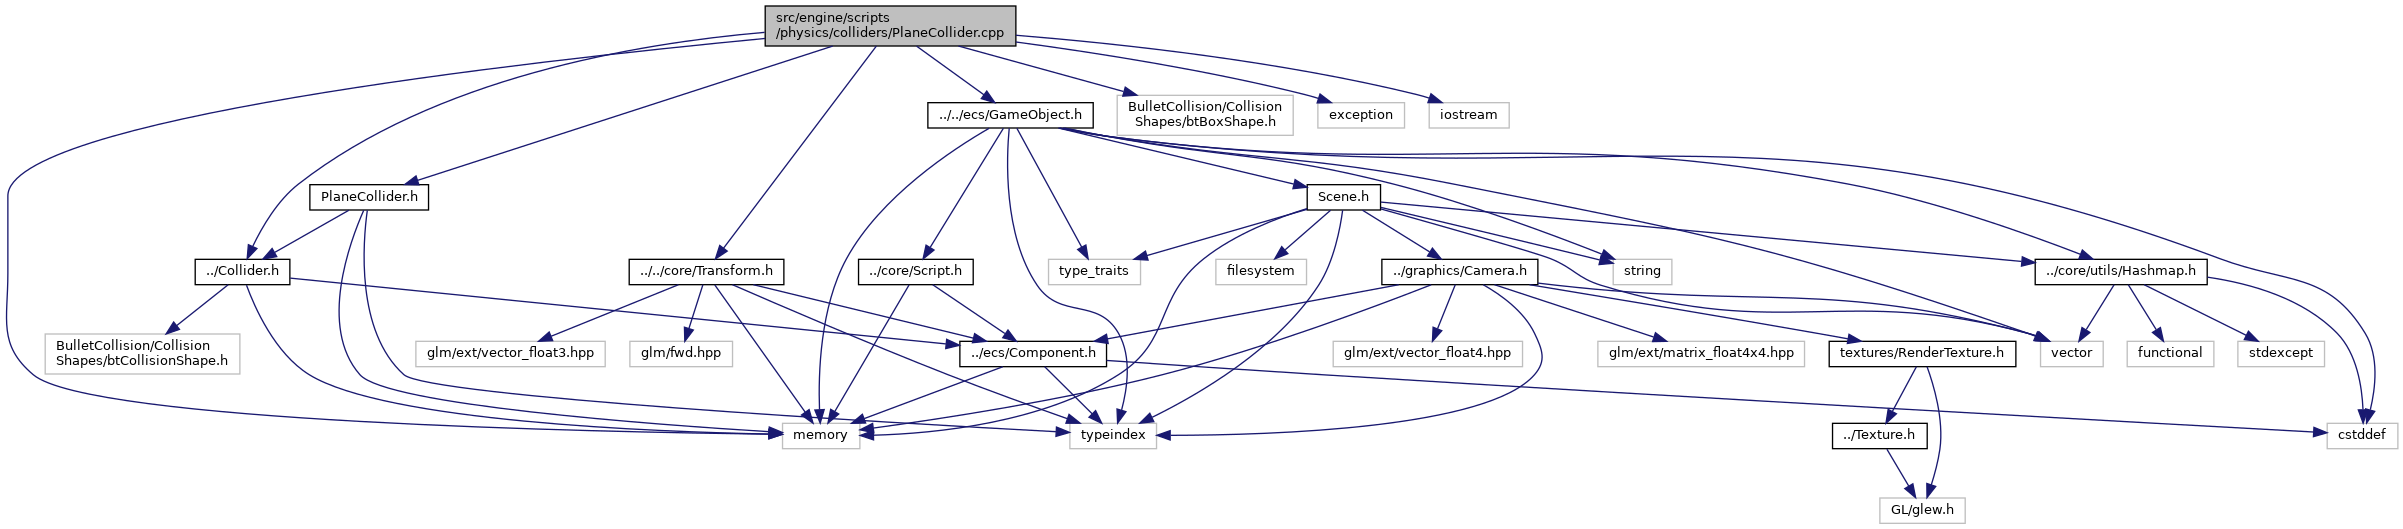 src/engine/scripts
/physics/colliders/PlaneCollider.cpp
../../ecs/GameObject.h
BulletCollision/Collision
Shapes/btBoxShape.h
exception
iostream
PlaneCollider.h
Scene.h
../Collider.h
../../core/Transform.h
../core/Script.h
type_traits
filesystem
../graphics/Camera.h
string
../core/utils/Hashmap.h
BulletCollision/Collision
Shapes/btCollisionShape.h
glm/ext/vector_float3.hpp
glm/fwd.hpp
../ecs/Component.h
glm/ext/vector_float4.hpp
glm/ext/matrix_float4x4.hpp
textures/RenderTexture.h
vector
functional
stdexcept
memory
typeindex
../Texture.h
cstddef
GL/glew.h